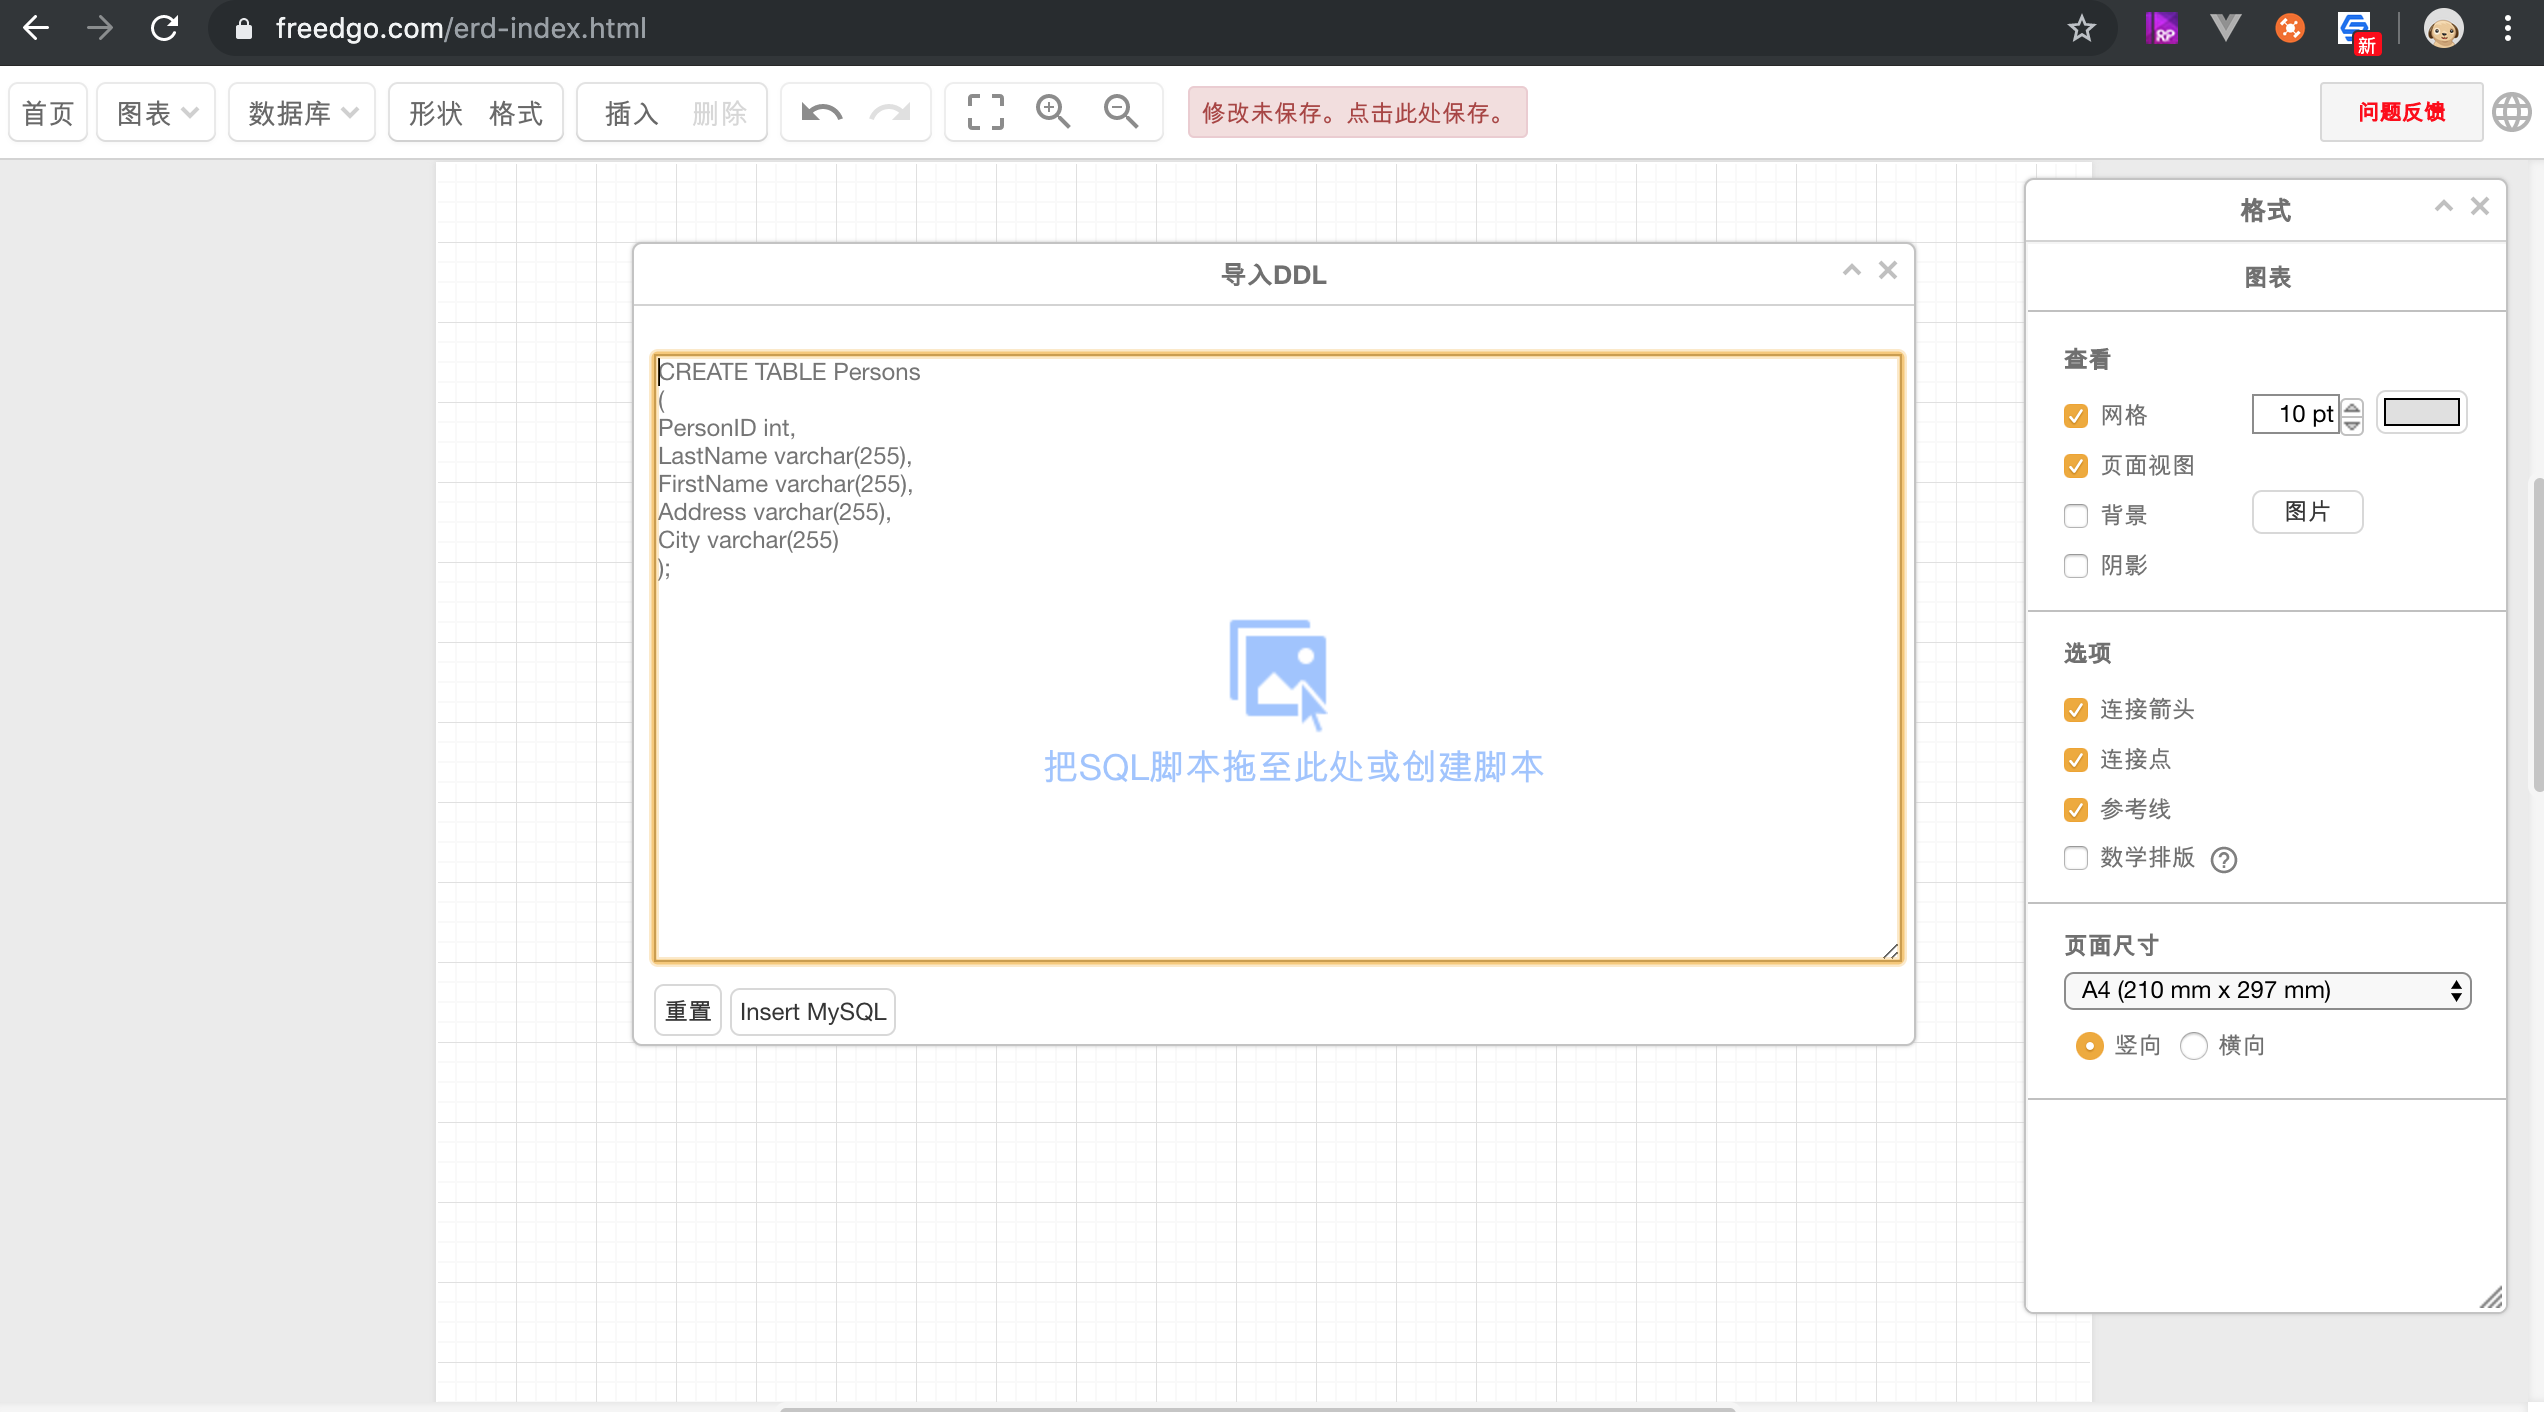 freedgo.com/erd-index.html
RP
新
首页
图表
数据库
形状 格式
插入 删除
修改未保存。点击此处保存。
问题反馈
导入DDL
CREATE TABLE Persons
(
PersonID int,
LastName varchar(255),
FirstName varchar(255),
Address varchar(255),
City varchar(255)
);
把SQL脚本拖至此处或创建脚本
重置
Insert MySQL
格式
图表
查看
网格
10 pt
页面视图
背景
图片
阴影
选项
连接箭头
连接点
参考线
数学排版 ?
页面尺寸
A4 (210 mm x 297 mm)
竖向 横向